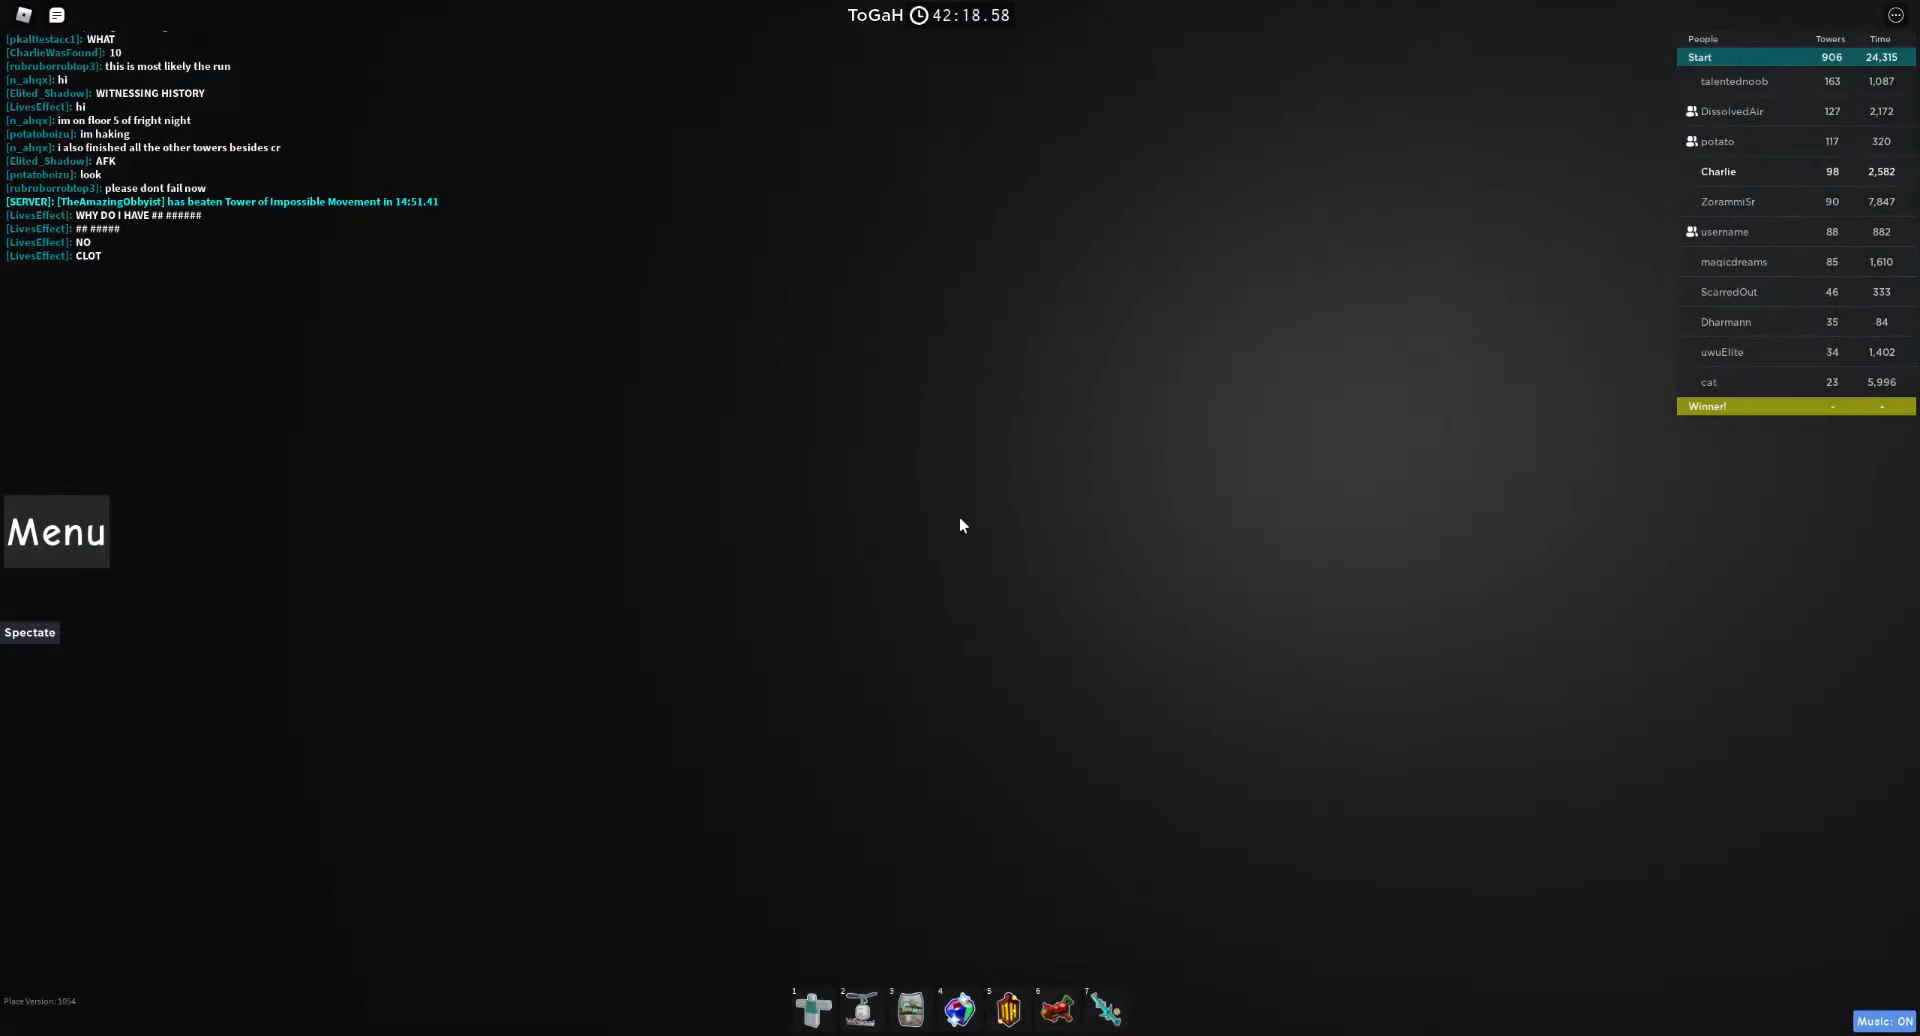 ToGaH 42:18.58
[pkalttestacc1]: WHAT
[CharlieWasFound]: 10
[rubruborrobtop3]: this is most likely the run
[n_ahqx]: hi
[Elited_Shadow]: WITNESSING HISTORY
[LivesEffect]: hi
[n_ahqx]: im on floor 5 of fright night
[potatoboizu]: im haking
[n_ahqx]: i also finished all the other towers besides cr
[Elited_Shadow]: AFK
[potatoboizu]: look
[rubruborrobtop3]: please dont fail now
[SERVER]: [TheAmazingObbyist] has beaten Tower of Impossible Movement in 14:51.41
[LivesEffect]: WHY DO I HAVE ## ######
[LivesEffect]: ## #####
[LivesEffect]: NO
[LivesEffect]: CLOT
People Towers Time
Start 906 24,315
talentednoob 163 1,087
DissolvedAir 127 2,172
potato 117 320
Charlie 98 2,582
ZorammiSr 90 7,847
username 88 882
magicdreams 85 1,610
ScarredOut 46 333
Dharmann 35 84
uwuElite 34 1,402
cat 23 5,996
Winner! - -
Menu
Spectate
Place Version: 1054
1 2 3 4 5 6 7
Music: ON